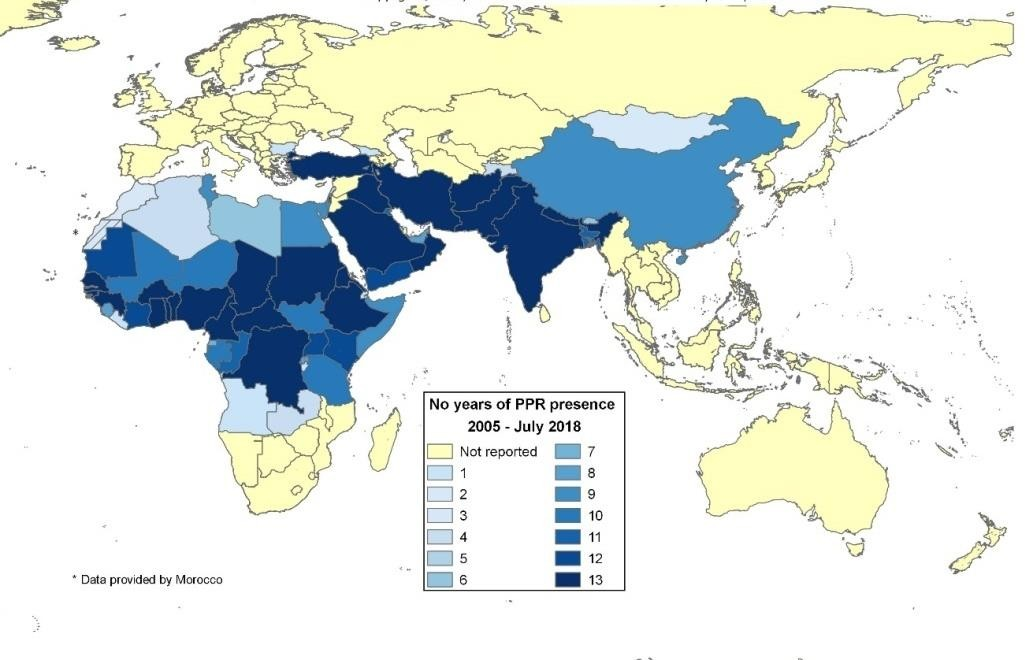 *
No years of PPR presence
2005 - July 2018
Not reported 7
1 8
2 9
3 10
4 11
5 12
6 13
* Data provided by Morocco